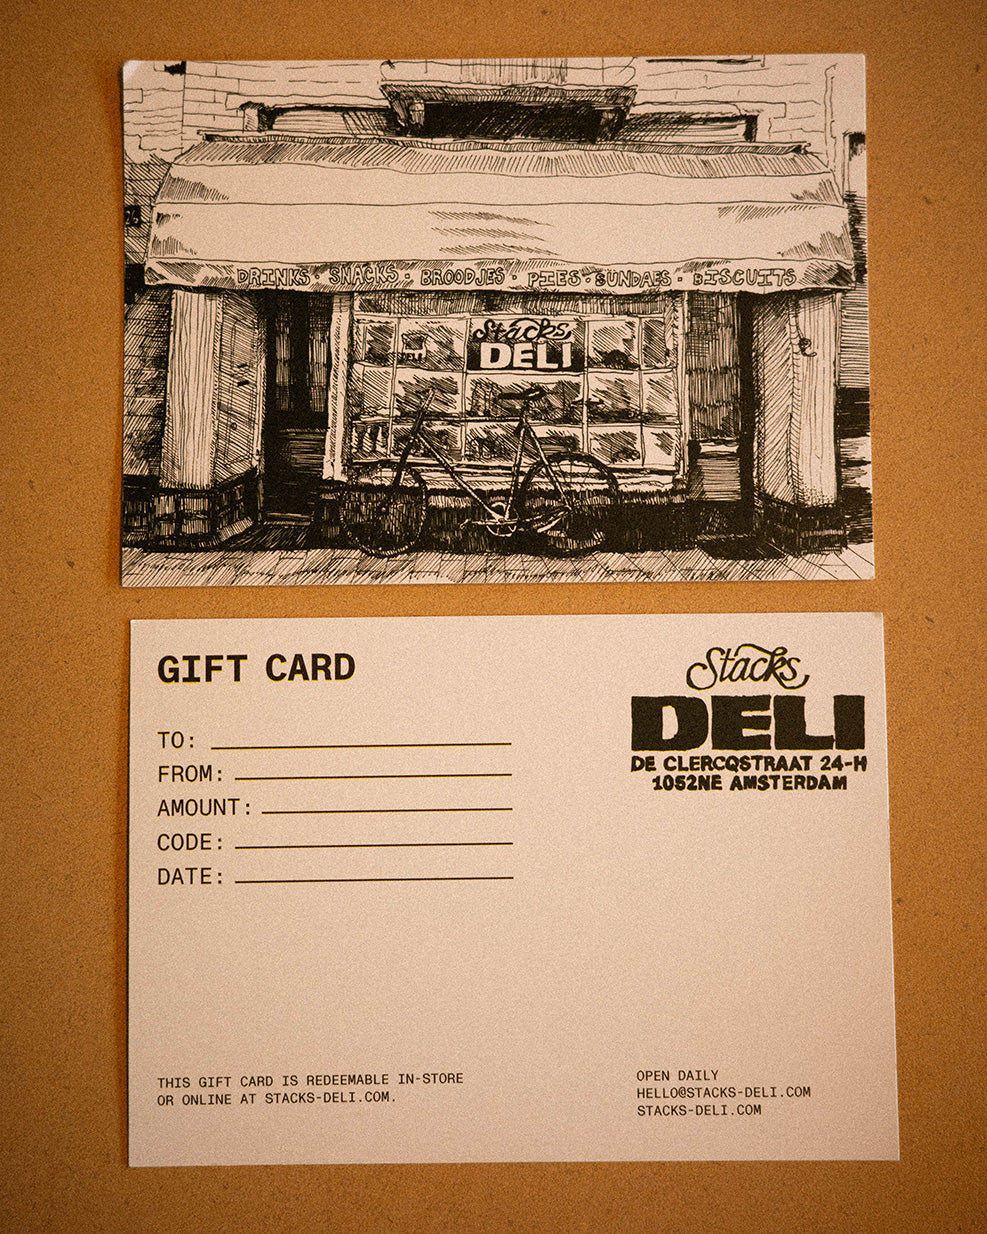 24
DRINKS · SNACKS · BROODJES · PIES · SUNDAES · BISCUITS
Stacks
DELI
GIFT CARD
TO:
FROM:
AMOUNT:
CODE:
DATE:
Stacks
DELI
DE CLERCQSTRAAT 24-H
1052NE AMSTERDAM
THIS GIFT CARD IS REDEEMABLE IN-STORE
OR ONLINE AT STACKS-DELI.COM.
OPEN DAILY
HELLO@STACKS-DELI.COM
STACKS-DELI.COM